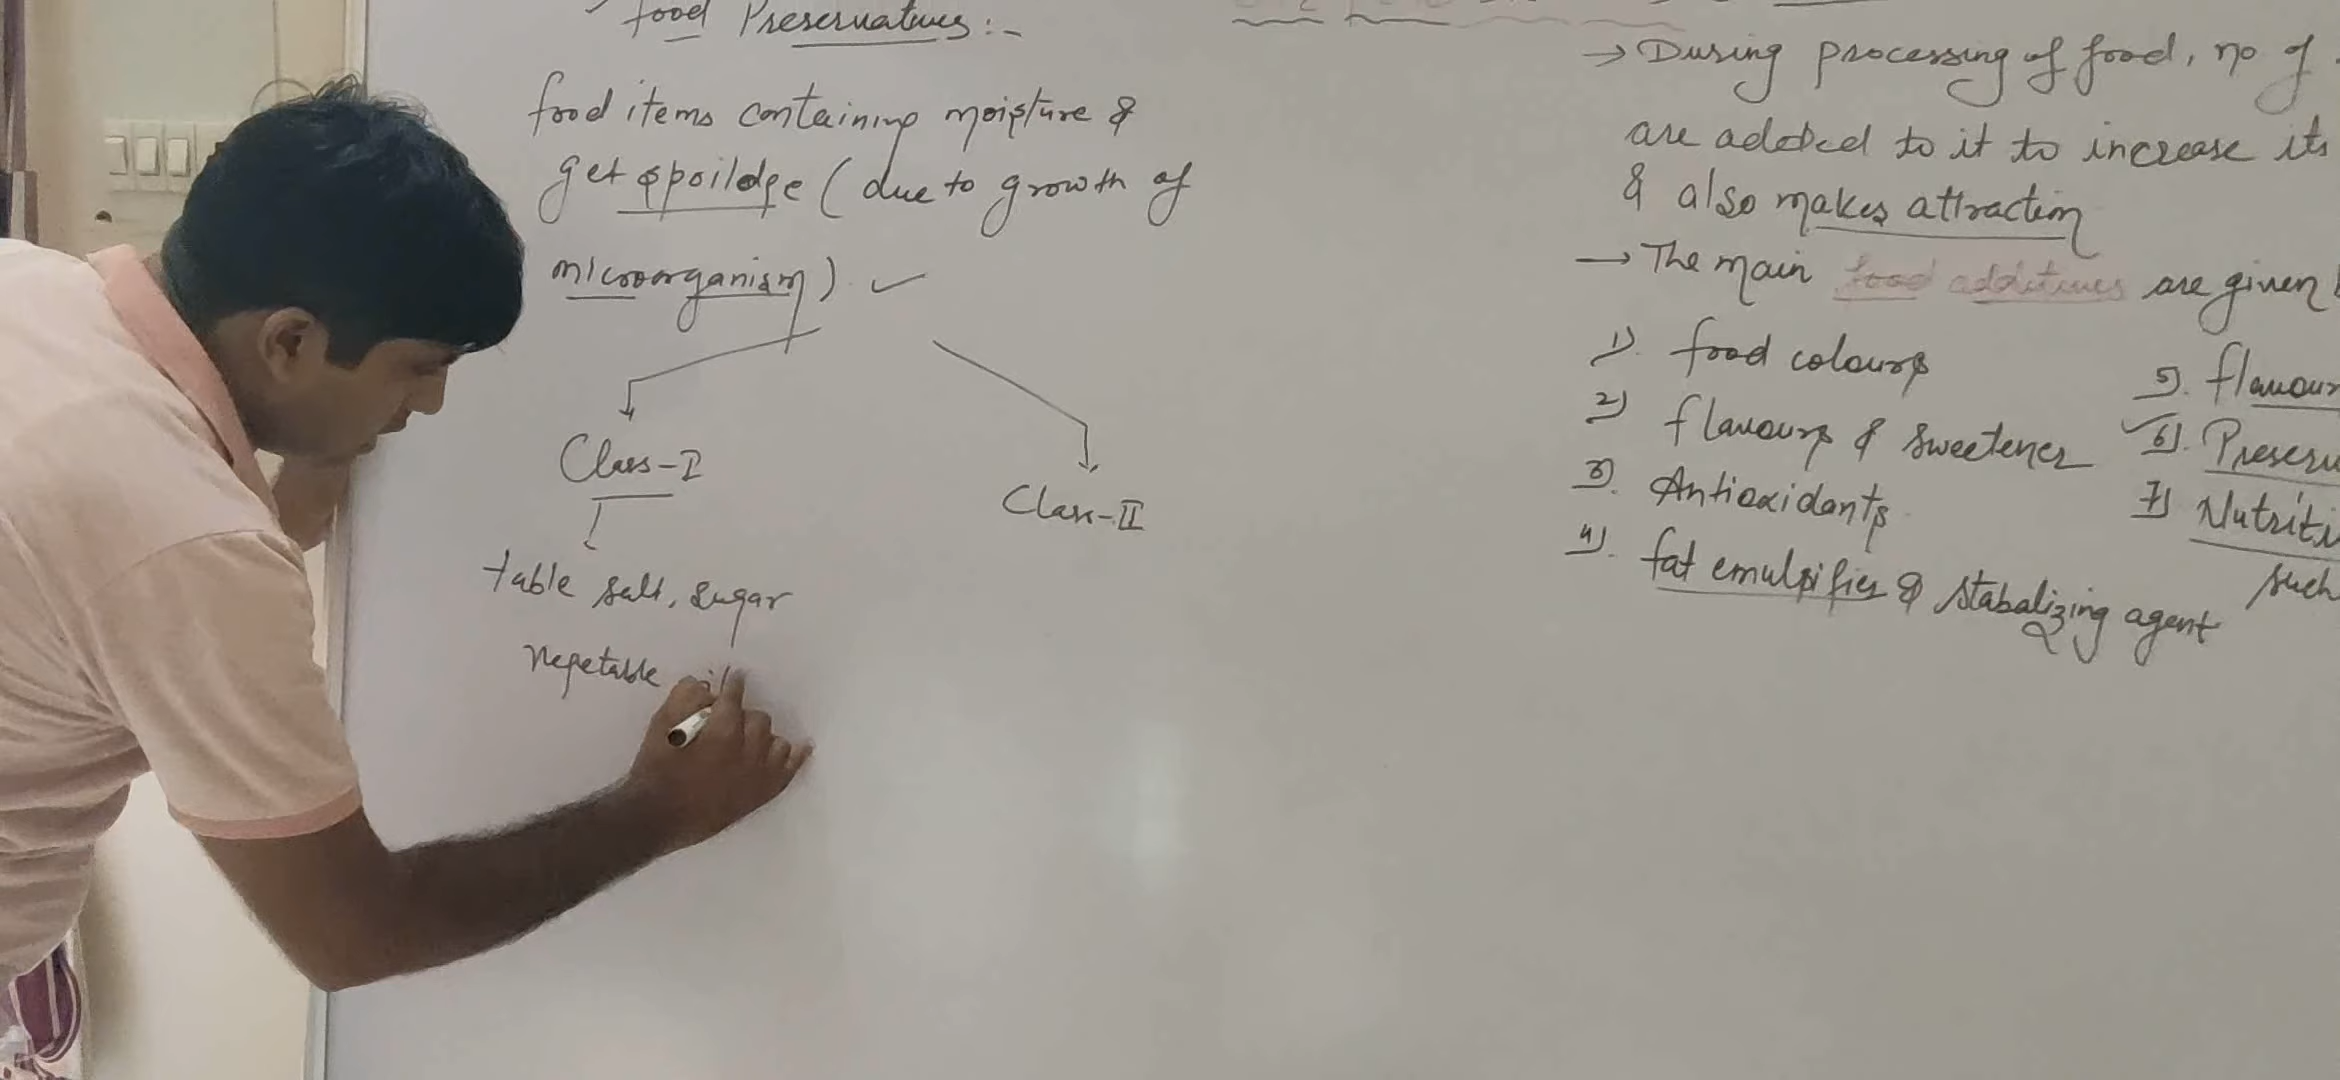 food Preservatives :-
food items containing moisture &
get spoildge (due to growth of
microorganism)
Class-I
Class-II
table salt, sugar
Vegetable oil
→ During processing of food, no of
are added to it to increase its
& also makes attraction
→ The main food additives are given
1) food colours
2) flavours & sweetener
3) Antioxidants
4) fat emulsifier & stabalizing agent
5) flavour
6) Preserv
7) Nutriti
such